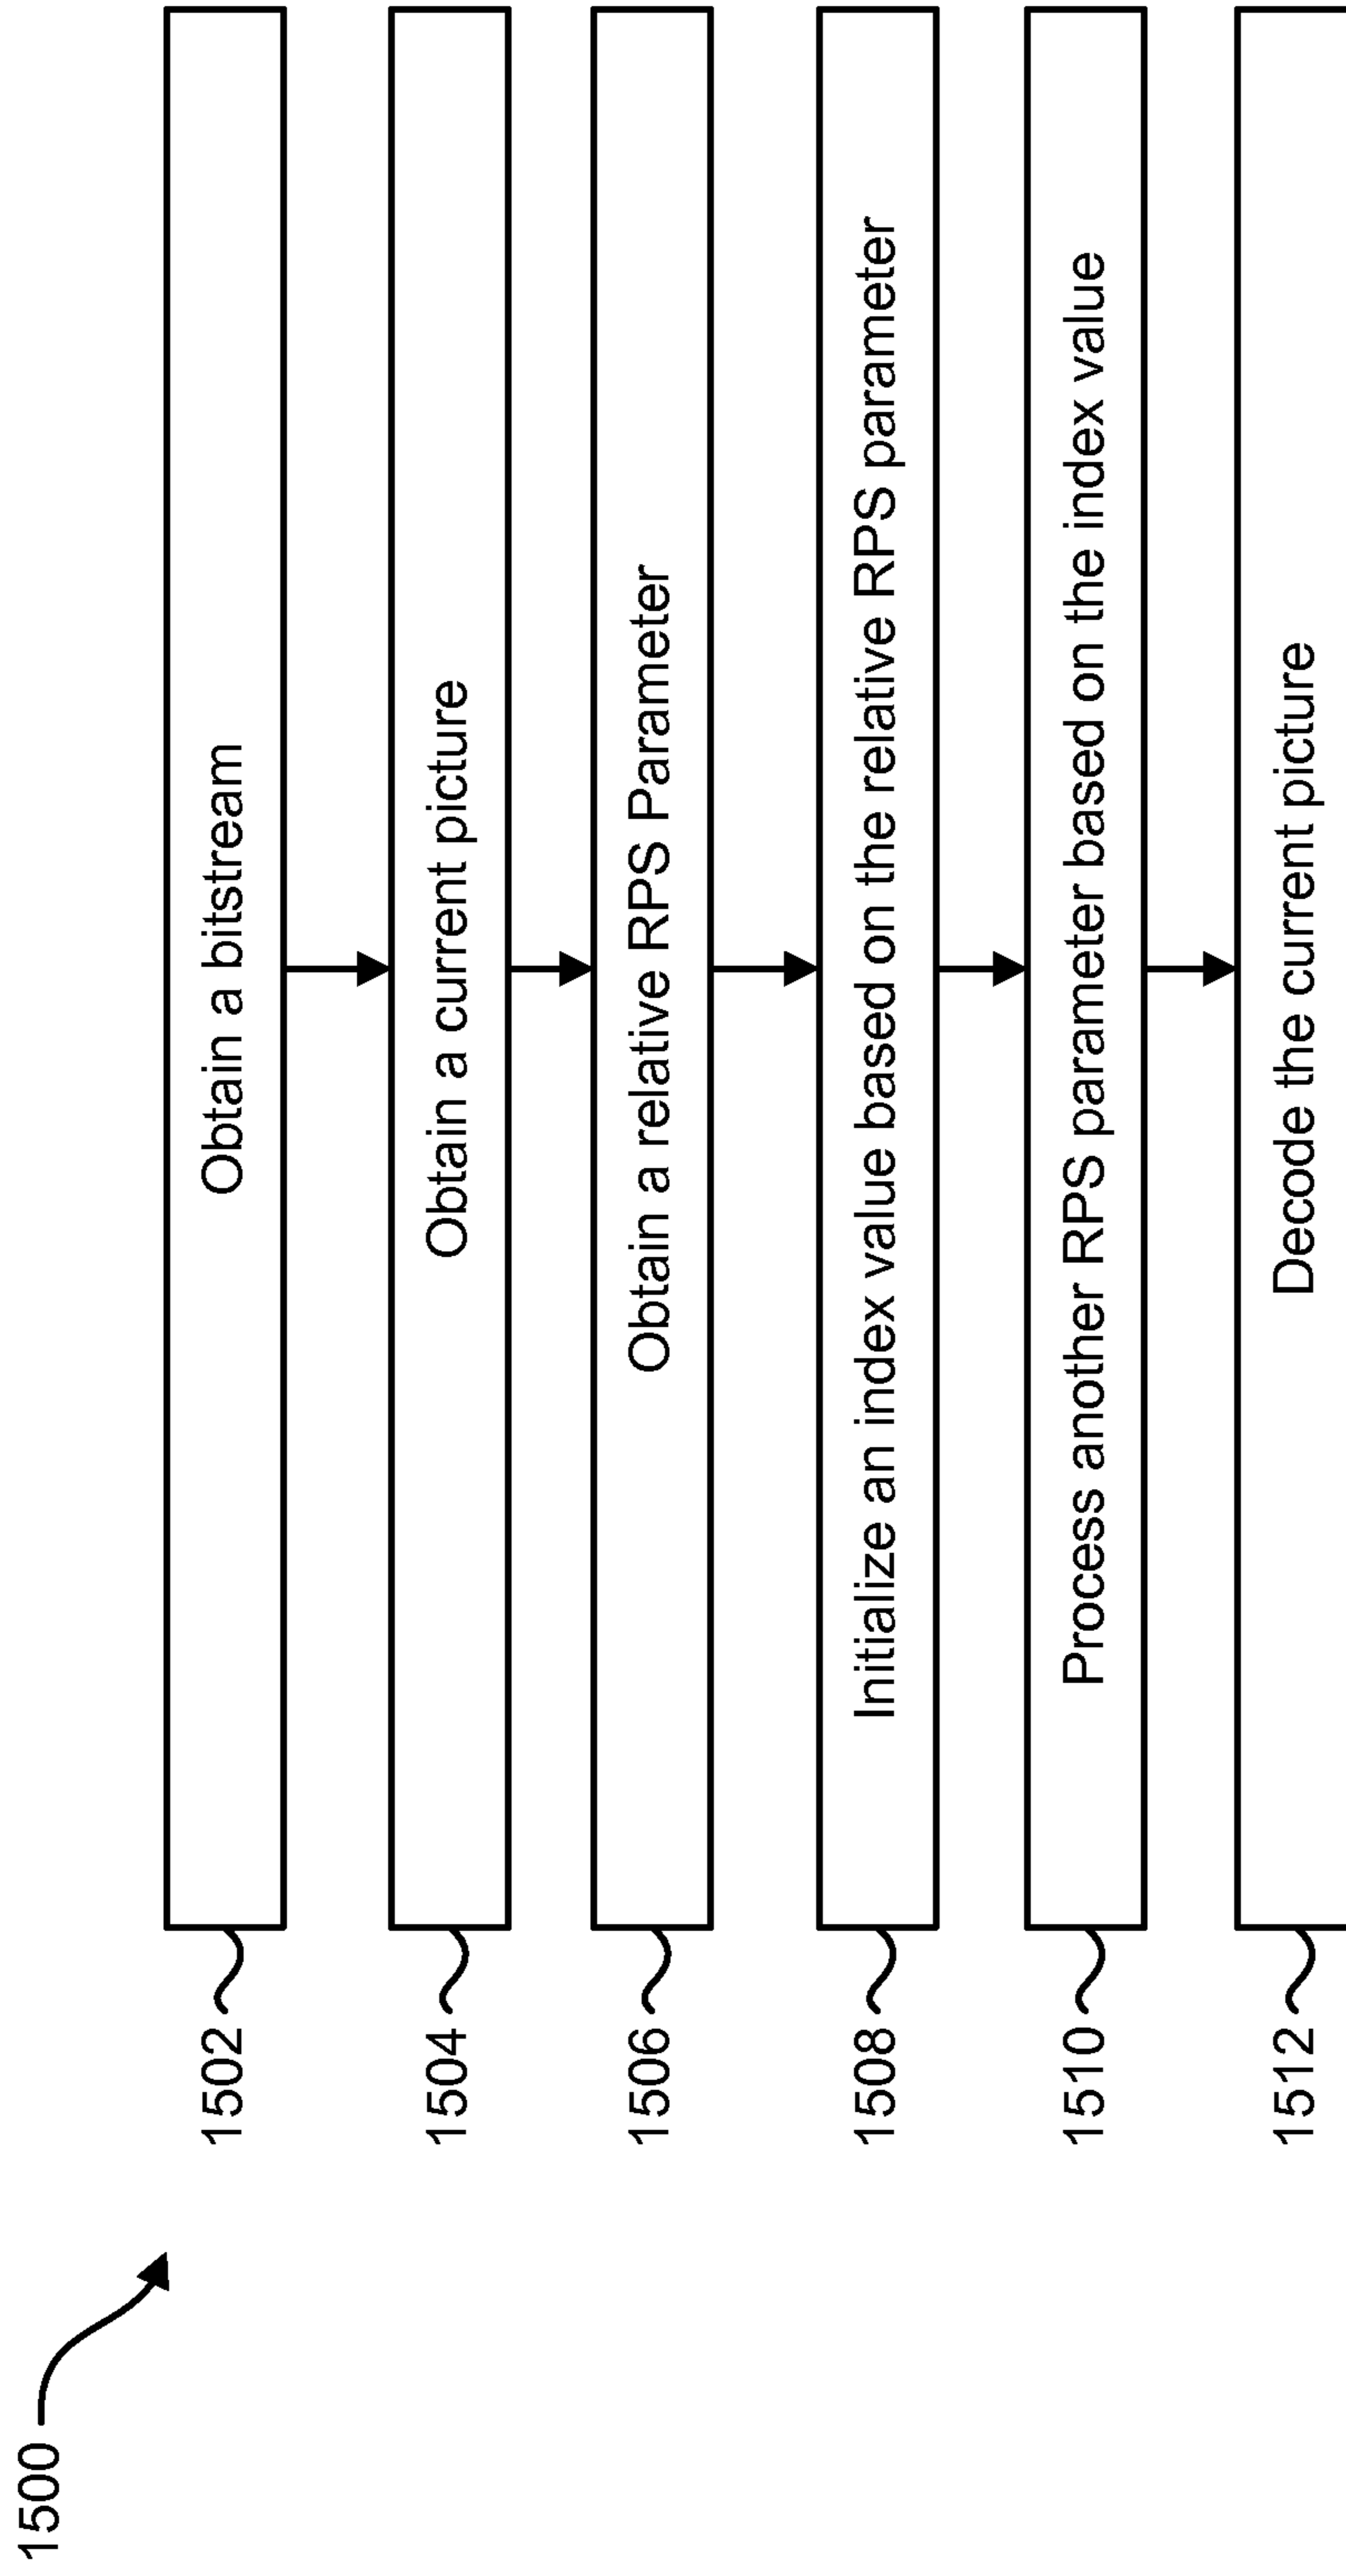 1500
1502
Obtain a bitstream
1504
Obtain a current picture
1506
Obtain a relative RPS Parameter
1508
Initialize an index value based on the relative RPS parameter
1510
Process another RPS parameter based on the index value
1512
Decode the current picture